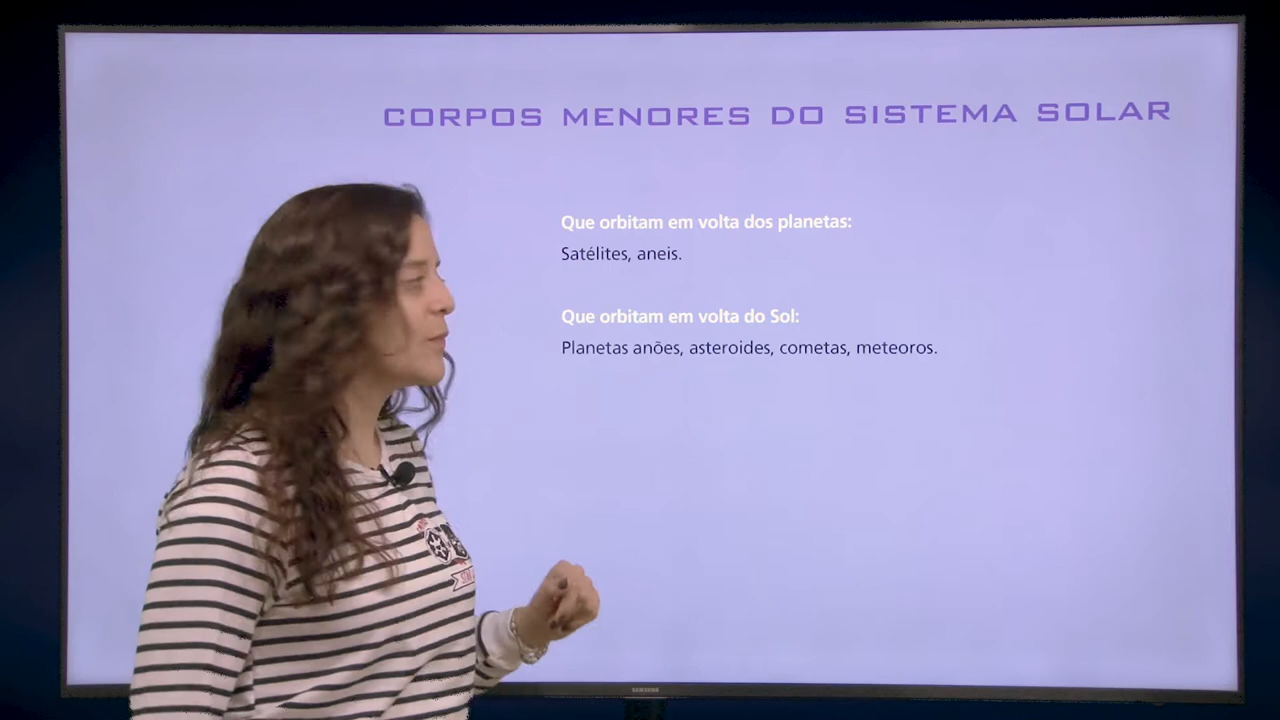 CORPOS MENORES DO SISTEMA SOLAR
Que orbitam em volta dos planetas:
Satélites, aneis.
Que orbitam em volta do Sol:
Planetas anões, asteroides, cometas, meteoros.
SAMSUNG